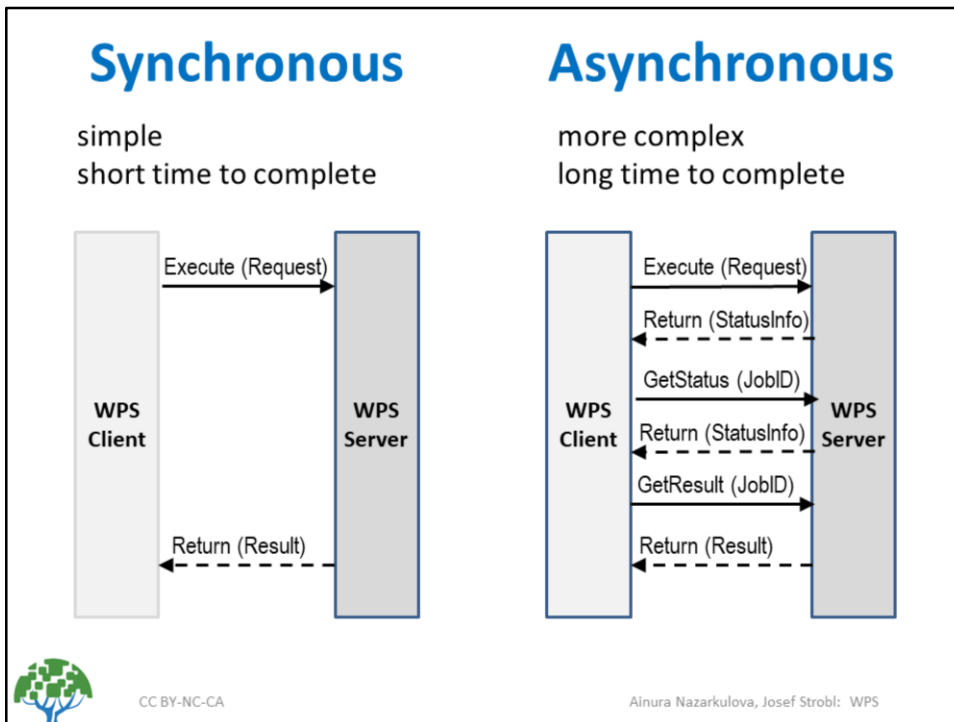 Synchronous
simple
short time to complete
WPS
Client
Execute (Request)
Return (Result)
WPS
Server
Asynchronous
more complex
long time to complete
WPS
Client
Execute (Request)
Return (StatusInfo)
GetStatus (JobID)
Return (StatusInfo)
GetResult (JobID)
Return (Result)
WPS
Server
CC BY-NC-CA
Ainura Nazarkulova, Josef Strobl: WPS